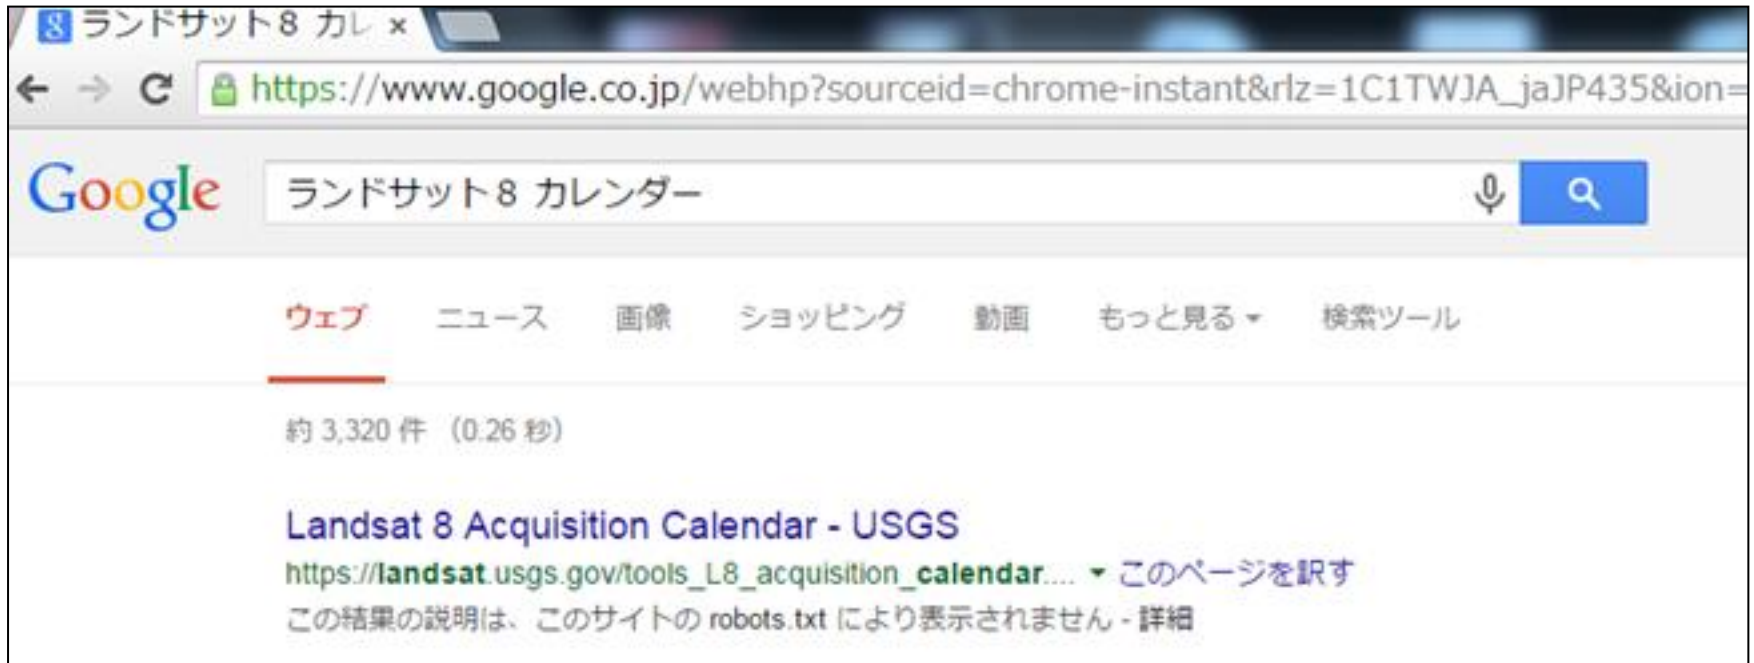 ランドサット8 カレ ×
https://www.google.co.jp/webhp?sourceid=chrome-instant&rlz=1C1TWJA_jaJP435&ion=
Google ランドサット8 カレンダー
ウェブ ニュース 画像 ショッピング 動画 もっと見る 検索ツール
約 3,320 件 （0.26 秒）
Landsat 8 Acquisition Calendar - USGS
https://landsat.usgs.gov/tools_L8_acquisition_calendar.... このページを訳す
この結果の説明は、このサイトの robots.txt により表示されません - 詳細